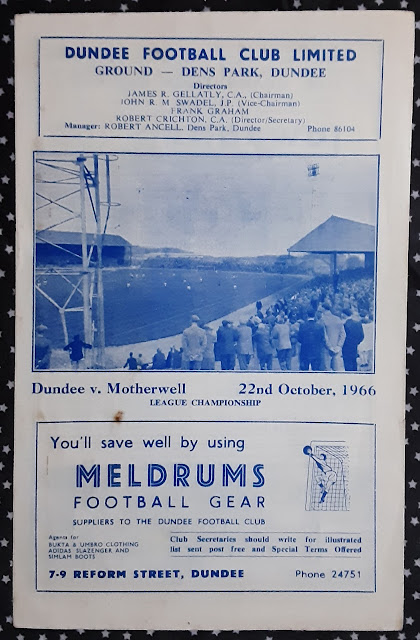 DUNDEE FOOTBALL CLUB LIMITED
GROUND — DENS PARK, DUNDEE
Directors
JAMES R. GELLATLY, C.A., (Chairman)
JOHN R. M. SWADEL, J.P. (Vice-Chairman)
FRANK GRAHAM
ROBERT CRICHTON, C.A. (Director/Secretary)
Manager: ROBERT ANCELL, Dens Park, Dundee Phone 86104
Dundee v. Motherwell 22nd October, 1966
LEAGUE CHAMPIONSHIP
You'll save well by using
MELDRUMS
FOOTBALL GEAR
SUPPLIERS TO THE DUNDEE FOOTBALL CLUB
Agents for
BUKTA & UMBRO CLOTHING
ADIDAS SLAZENGER AND
SIMLAM BOOTS
Club Secretaries should write for illustrated
list sent post free and Special Terms Offered
7-9 REFORM STREET, DUNDEE Phone 24751